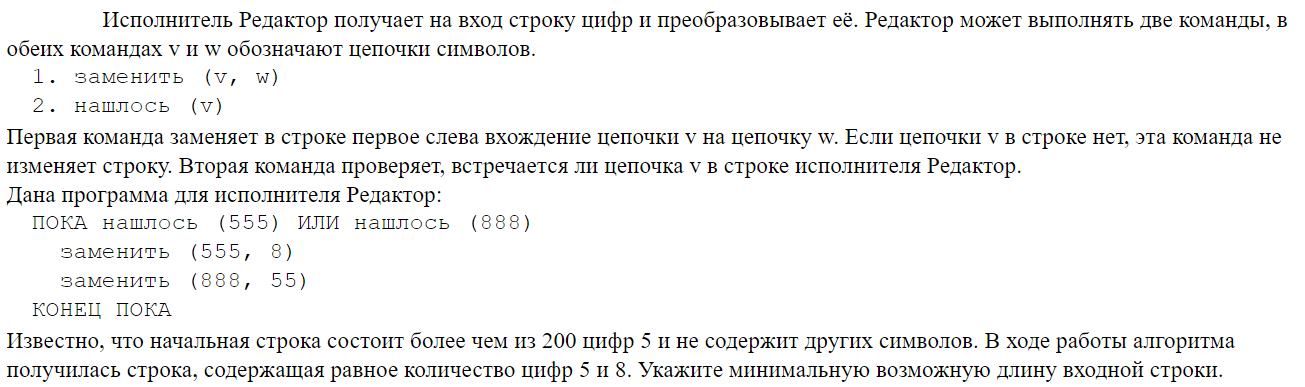 Исполнитель Редактор получает на вход строку цифр и преобразовывает её. Редактор может выполнять две команды, в
обеих командах v и w обозначают цепочки символов.
1. заменить (v, w)
2. нашлось (v)
Первая команда заменяет в строке первое слева вхождение цепочки v на цепочку w. Если цепочки v в строке нет, эта команда не
изменяет строку. Вторая команда проверяет, встречается ли цепочка v в строке исполнителя Редактор.
Дана программа для исполнителя Редактор:
ПОКА нашлось (555) ИЛИ нашлось (888)
заменить (555, 8)
заменить (888, 55)
КОНЕЦ ПОКА
Известно, что начальная строка состоит более чем из 200 цифр 5 и не содержит других символов. В ходе работы алгоритма
получилась строка, содержащая равное количество цифр 5 и 8. Укажите минимальную возможную длину входной строки.